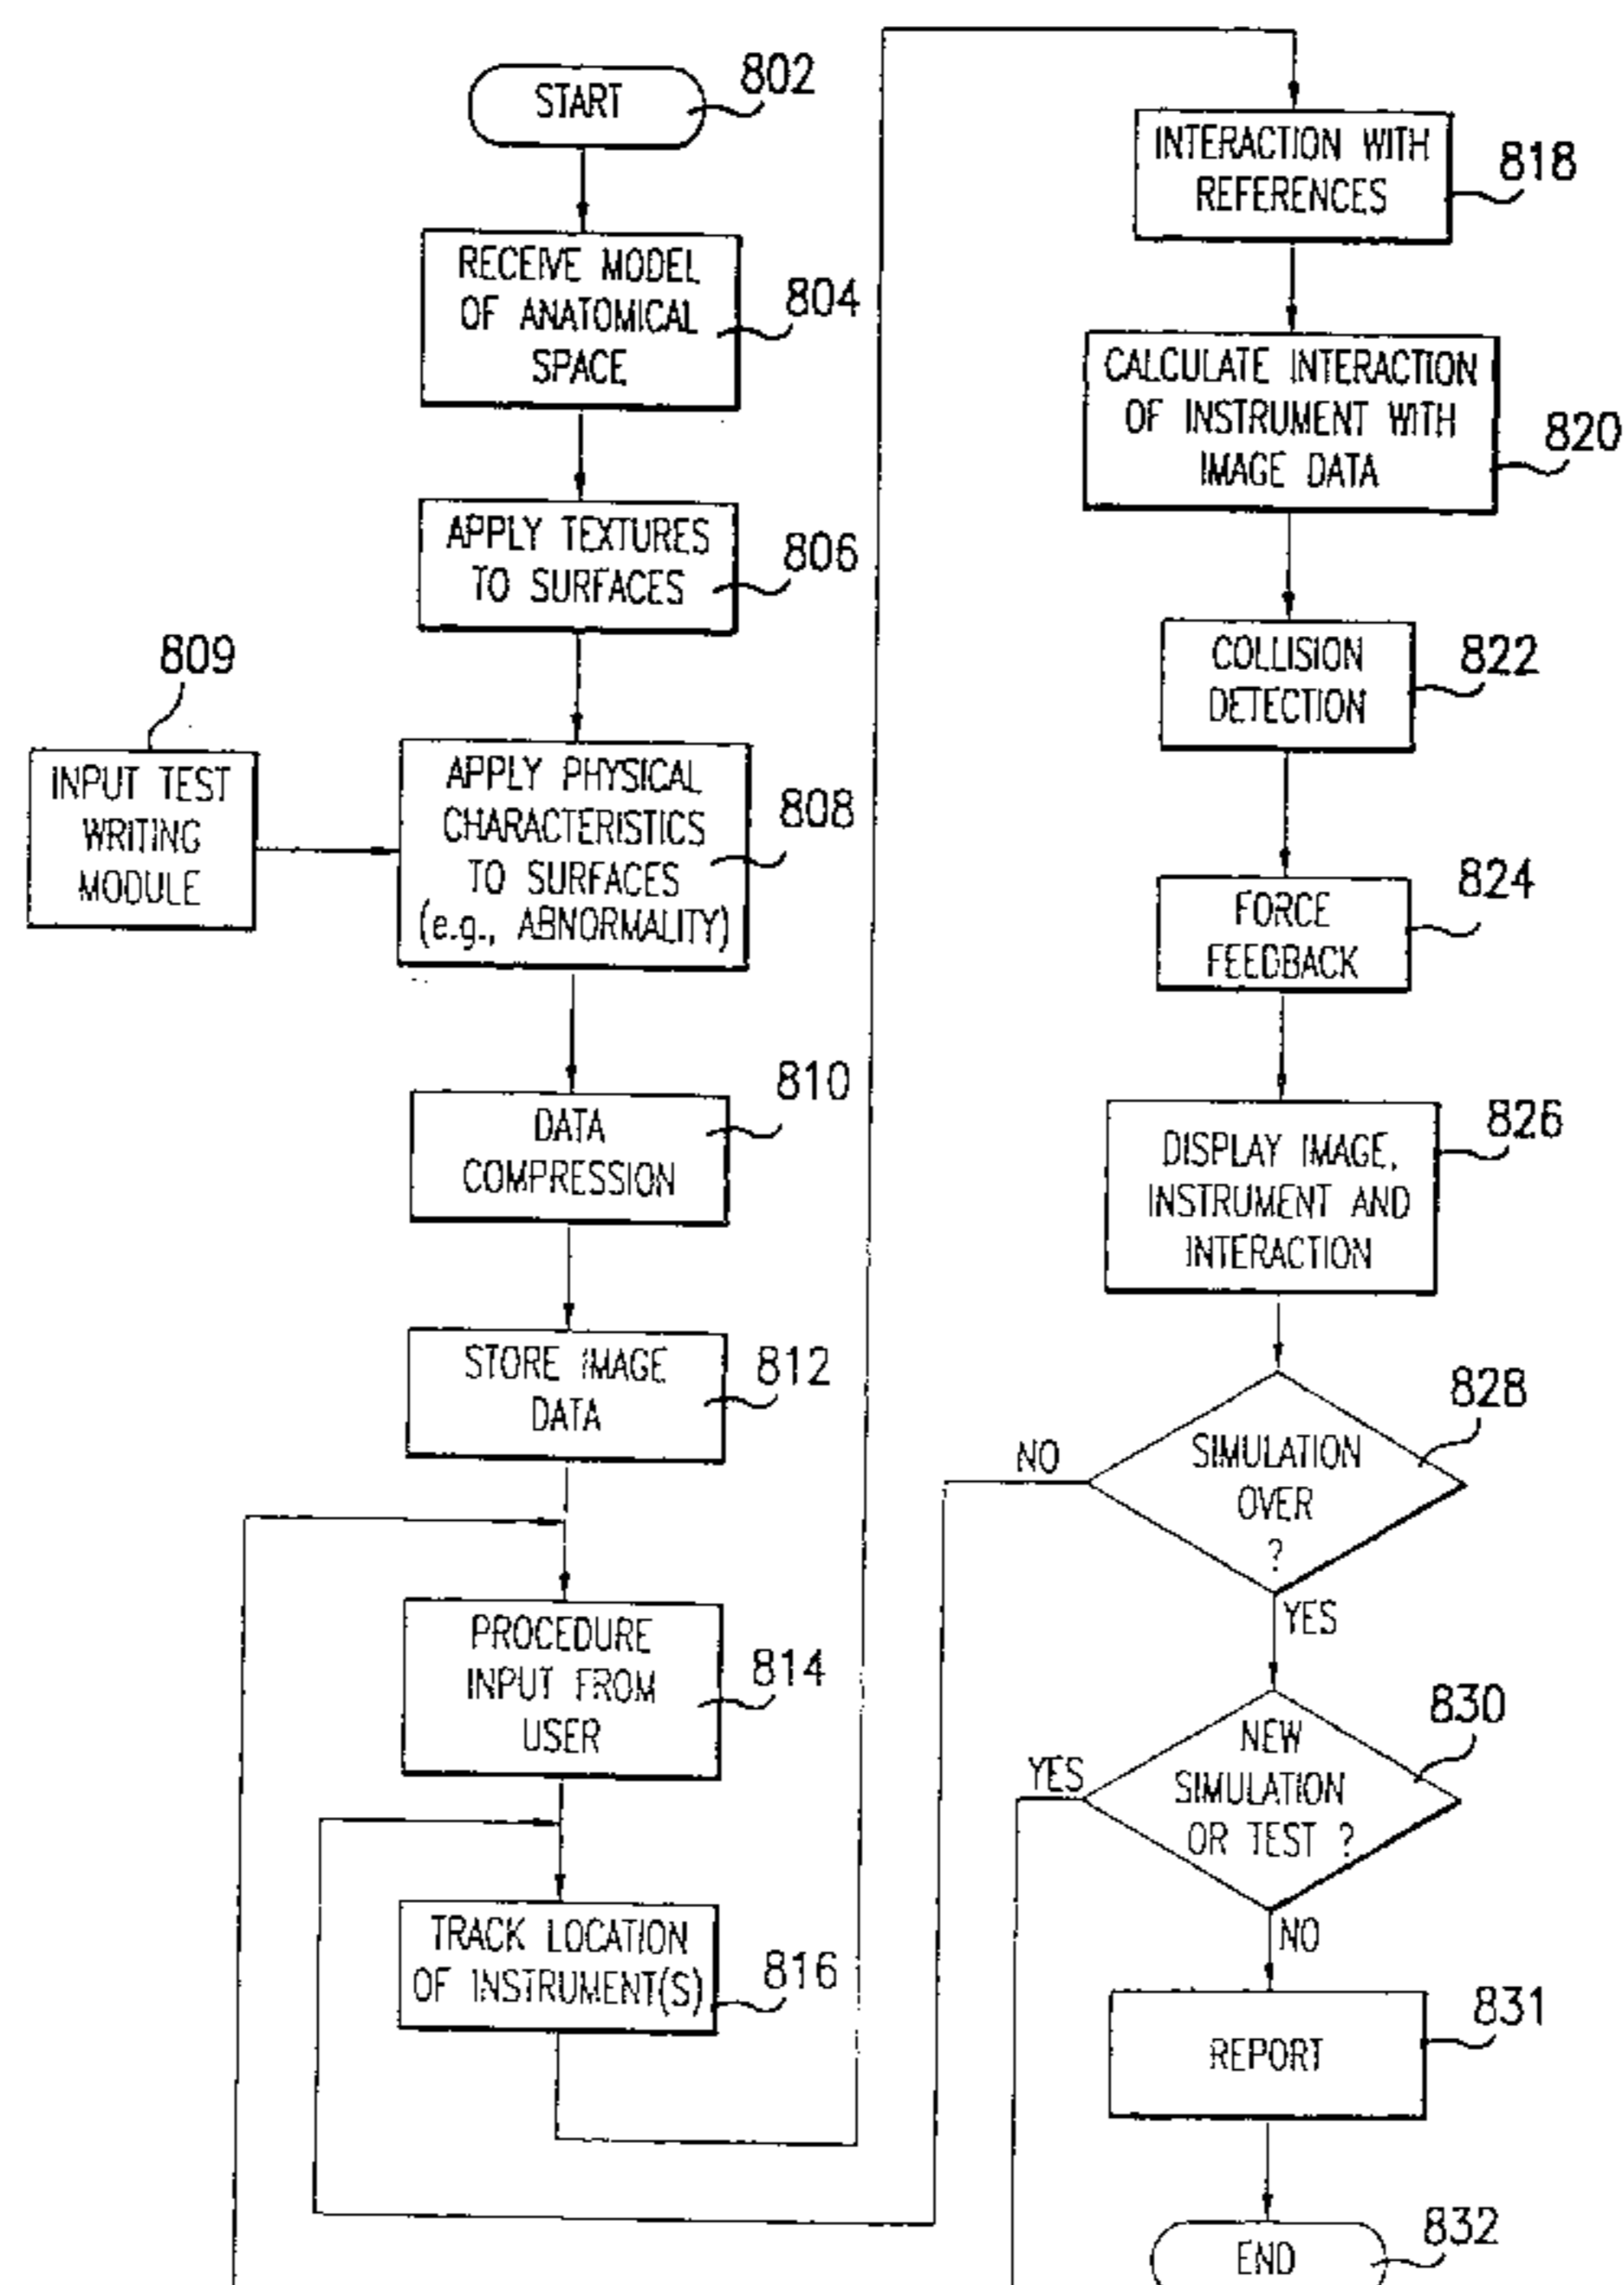 START
802
RECEIVE MODEL
OF ANATOMICAL
SPACE
804
APPLY TEXTURES
TO SURFACES
806
809
INPUT TEST
WRITING
MODULE
APPLY PHYSICAL
CHARACTERISTICS
TO SURFACES
(e.g., ABNORMALITY)
808
DATA
COMPRESSION
810
STORE IMAGE
DATA
812
PROCEDURE
INPUT FROM
USER
814
TRACK LOCATION
OF INSTRUMENT(S)
816
INTERACTION WITH
REFERENCES
818
CALCULATE INTERACTION
OF INSTRUMENT WITH
IMAGE DATA
820
COLLISION
DETECTION
822
FORCE
FEEDBACK
824
DISPLAY IMAGE,
INSTRUMENT AND
INTERACTION
826
SIMULATION
OVER
?
828
NO
YES
NEW
SIMULATION
OR TEST ?
830
YES
NO
REPORT
831
END
832